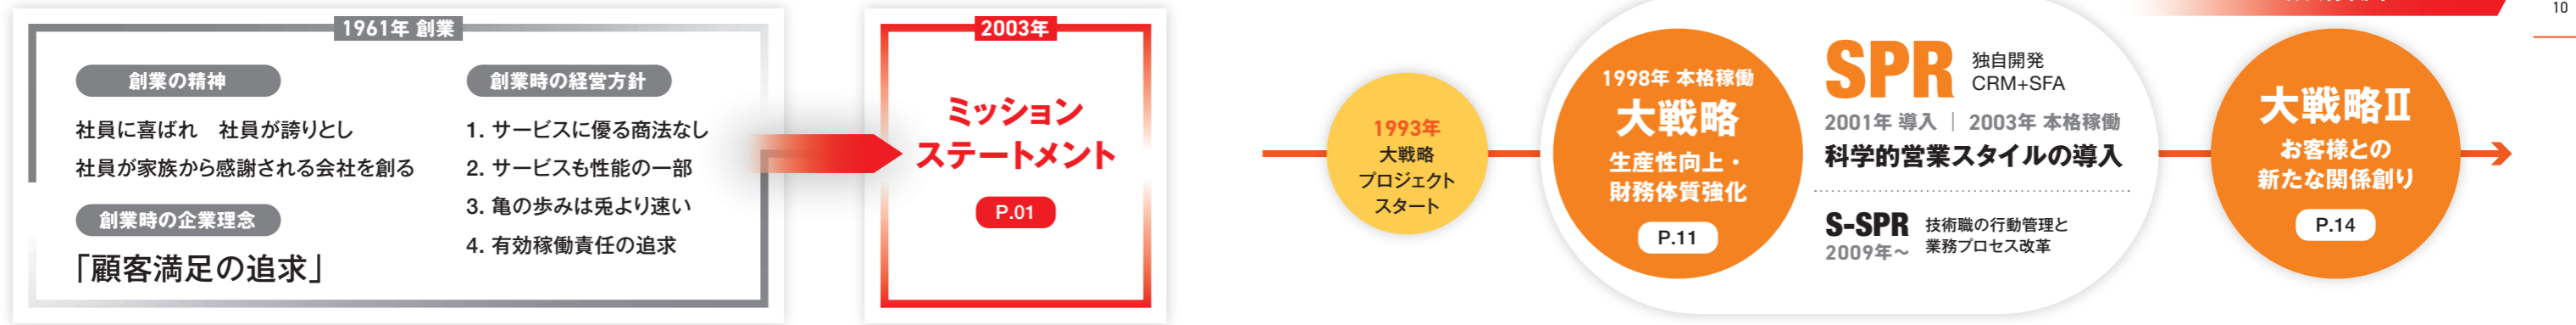 1961年 創業
創業の精神
社員に喜ばれ　社員が誇りとし
社員が家族から感謝される会社を創る
創業時の企業理念
「顧客満足の追求」
創業時の経営方針
1. サービスに優る商法なし
2. サービスも性能の一部
3. 亀の歩みは兎より速い
4. 有効稼働責任の追求
2003年
ミッション
ステートメント
P.01
1993年
大戦略
プロジェクト
スタート
1998年 本格稼働
大戦略
生産性向上・
財務体質強化
P.11
SPR
独自開発
CRM+SFA
2001年 導入｜2003年 本格稼働
科学的営業スタイルの導入
S-SPR
2009年〜
技術職の行動管理と
業務プロセス改革
大戦略Ⅱ
お客様との
新たな関係創り
P.14
10